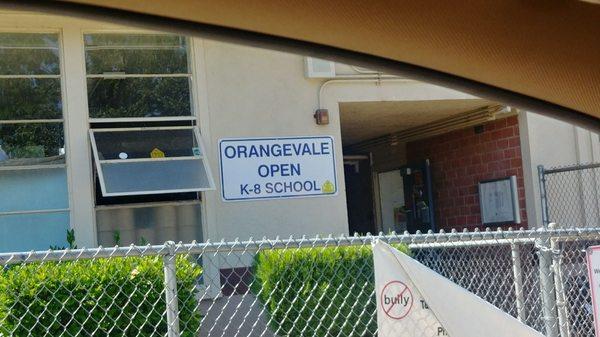 ORANGEVALE
OPEN
K-8 SCHOOL
bully